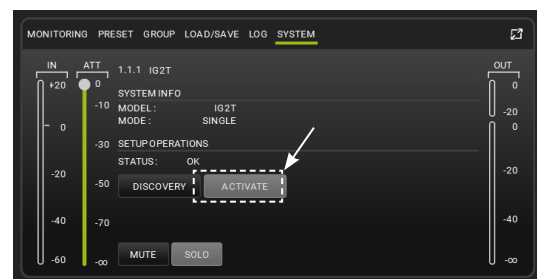 MONITORING PRESET GROUP LOAD/SAVE LOG SYSTEM
IN ATT 1.1.1 IG2T OUT
+20 0 0
SYSTEM INFO
-10 MODEL: IG2T -20
0 MODE: SINGLE 0
-30 SETUP OPERATIONS
STATUS: OK
-20 -20
-50 DISCOVERY ACTIVATE
-40 -70 -40
-60 -∞ MUTE SOLO -∞